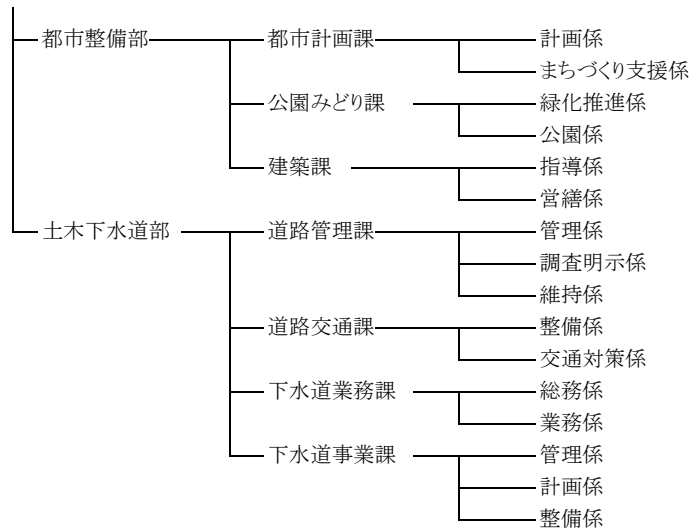 都市整備部 都市計画課 計画係
まちづくり支援係
公園みどり課 緑化推進係
公園係
建築課 指導係
営繕係
土木下水道部 道路管理課 管理係
調査明示係
維持係
道路交通課 整備係
交通対策係
下水道業務課 総務係
業務係
下水道事業課 管理係
計画係
整備係